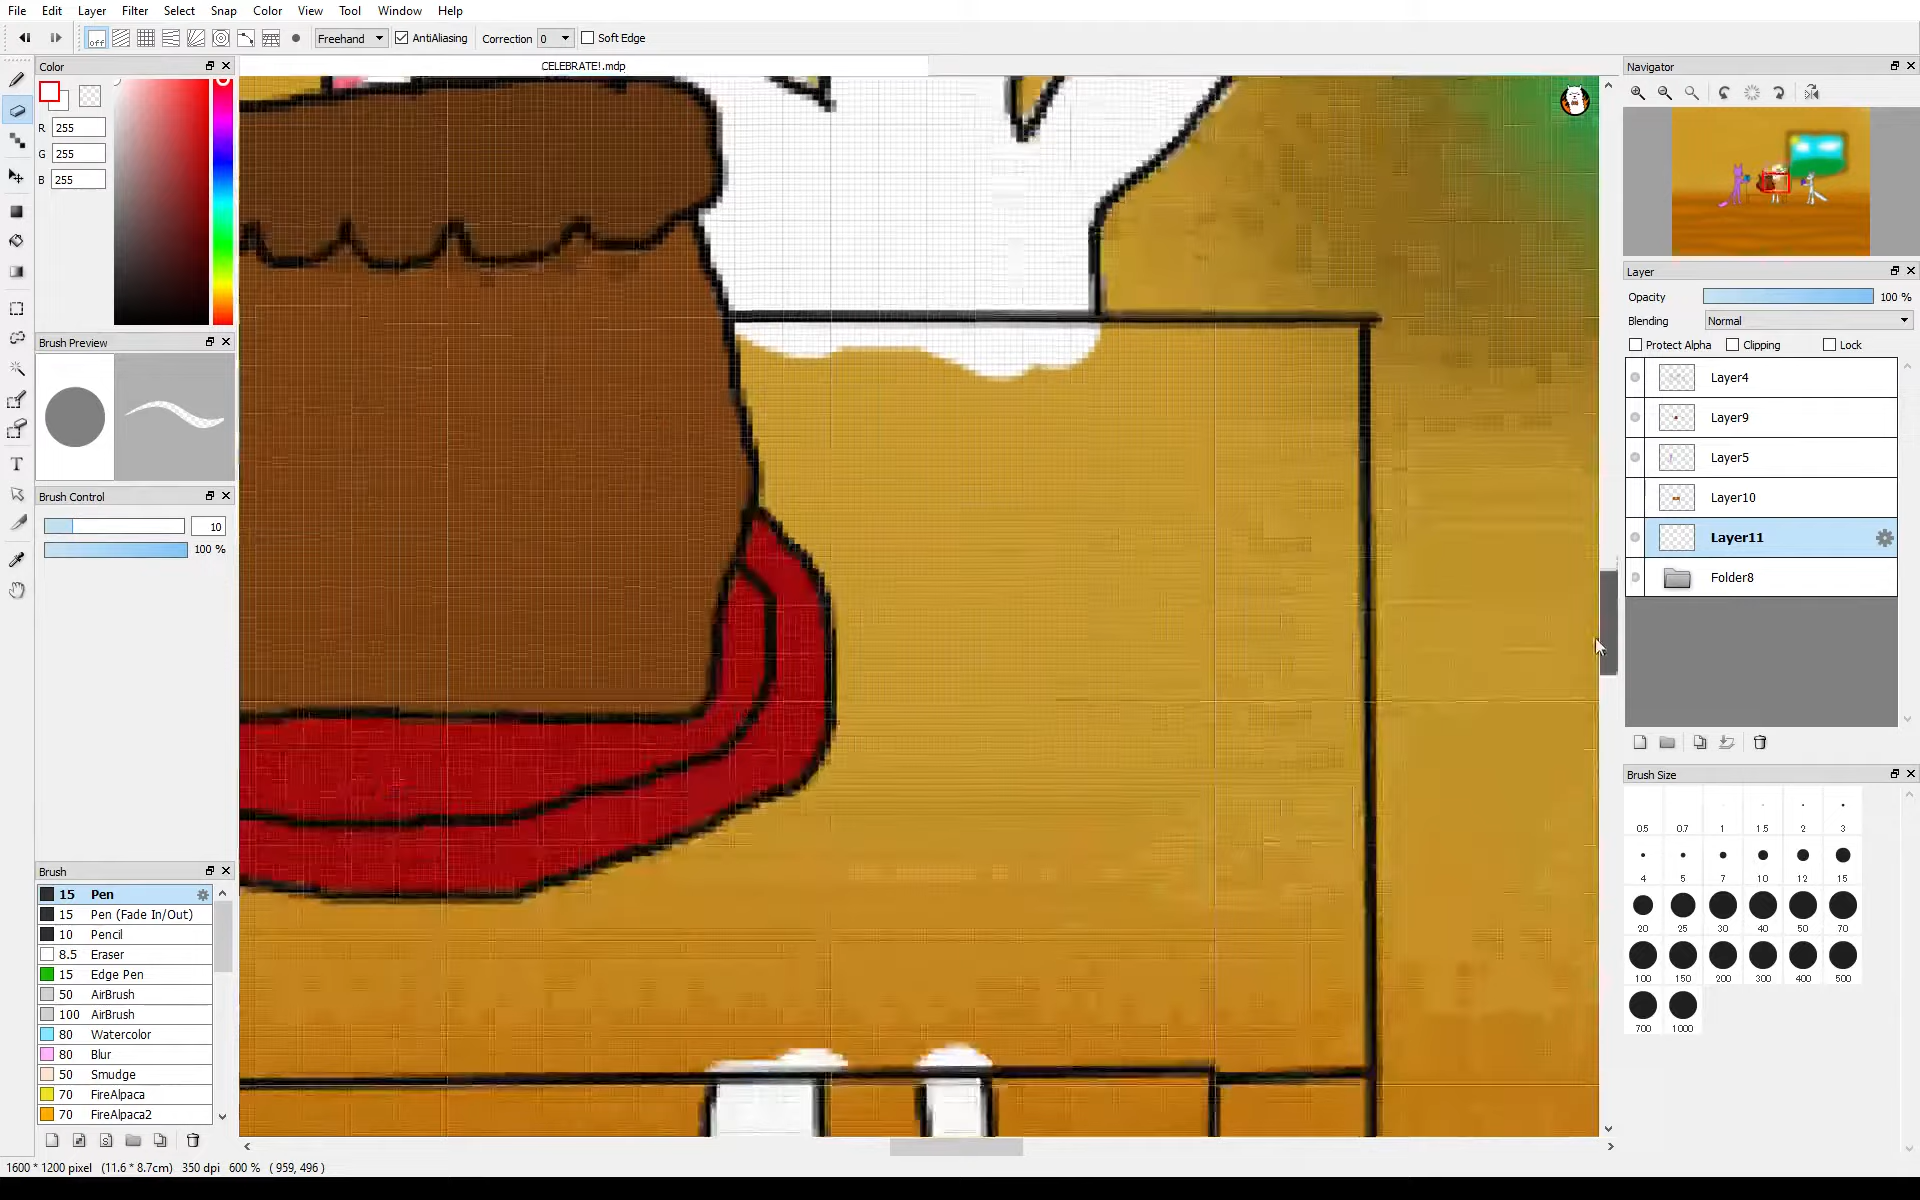 File Edit Layer Filter Select Snap Color View Tool Window Help
off Freehand AntiAliasing Correction 0 Soft Edge
Color
CELEBRATE!.mdp
Navigator
R 255
G 255
B 255
Layer
Opacity 100 %
Blending Normal
Protect Alpha Clipping Lock
Brush Preview
Layer4
Layer9
Layer5
Brush Control
Layer10
10
Layer11
100 %
Folder8
Brush Size
0.5 0.7 1 1.5 2 3
4 5 7 10 12 15
20 25 30 40 50 70
100 150 200 300 400 500
700 1000
Brush
15 Pen
15 Pen (Fade In/Out)
10 Pencil
8.5 Eraser
15 Edge Pen
50 AirBrush
100 AirBrush
80 Watercolor
80 Blur
50 Smudge
70 FireAlpaca
70 FireAlpaca2
1600 * 1200 pixel (11.6 * 8.7cm) 350 dpi 600 % ( 959, 496 )